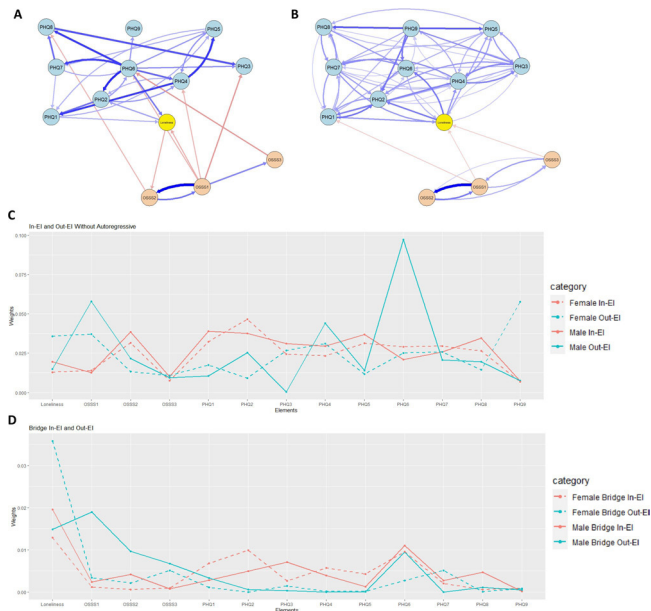 A
B
PHQ8
PHQ9
PHQ5
PHQ7
PHQ6
PHQ3
PHQ4
PHQ2
PHQ1
OSSS3
OSSS2
OSSS1
PHQ9
PHQ8
PHQ5
PHQ7
PHQ6
PHQ3
PHQ4
PHQ2
PHQ1
OSSS3
OSSS1
OSSS2
C
In-EI and Out-EI Without Autoregressive
0.100
0.075
0.050
0.025
0.000
Weights
Loneliness OSSS1 OSSS2 OSSS3 PHQ1 PHQ2 PHQ3 PHQ4 PHQ5 PHQ6 PHQ7 PHQ8 PHQ9
Elements
category
Female In-EI
Female Out-EI
Male In-EI
Male Out-EI
D
Bridge In-EI and Out-EI
0.03
0.02
0.01
0.00
Weights
Loneliness OSSS1 OSSS2 OSSS3 PHQ1 PHQ2 PHQ3 PHQ4 PHQ5 PHQ6 PHQ7 PHQ8 PHQ9
Elements
category
Female Bridge In-EI
Female Bridge Out-EI
Male Bridge In-EI
Male Bridge Out-EI